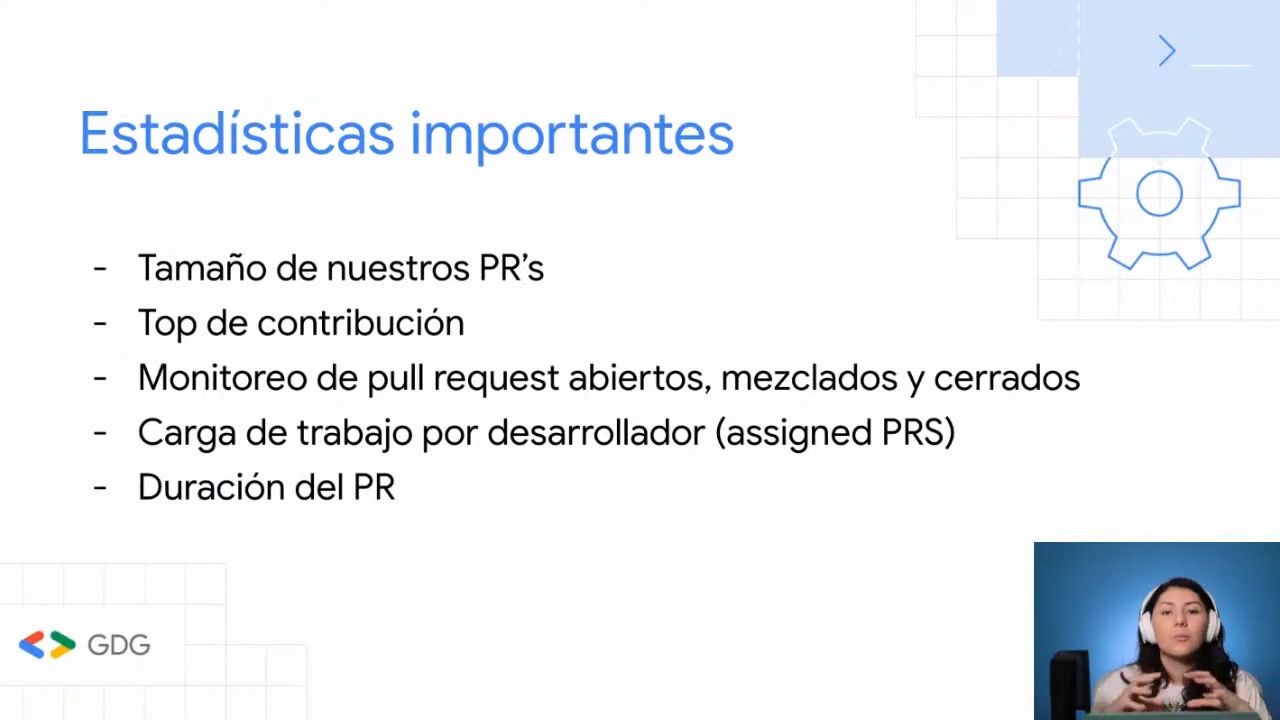 Estadísticas importantes
- Tamaño de nuestros PR’s
- Top de contribución
- Monitoreo de pull request abiertos, mezclados y cerrados
- Carga de trabajo por desarrollador (assigned PRS)
- Duración del PR
GDG